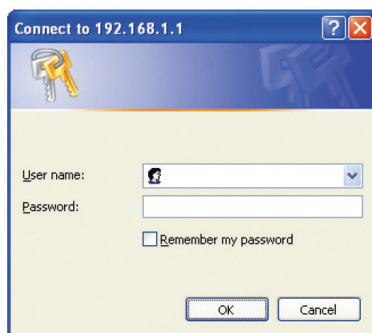 Connect to 192.168.1.1
User name:
Password:
Remember my password
OK Cancel